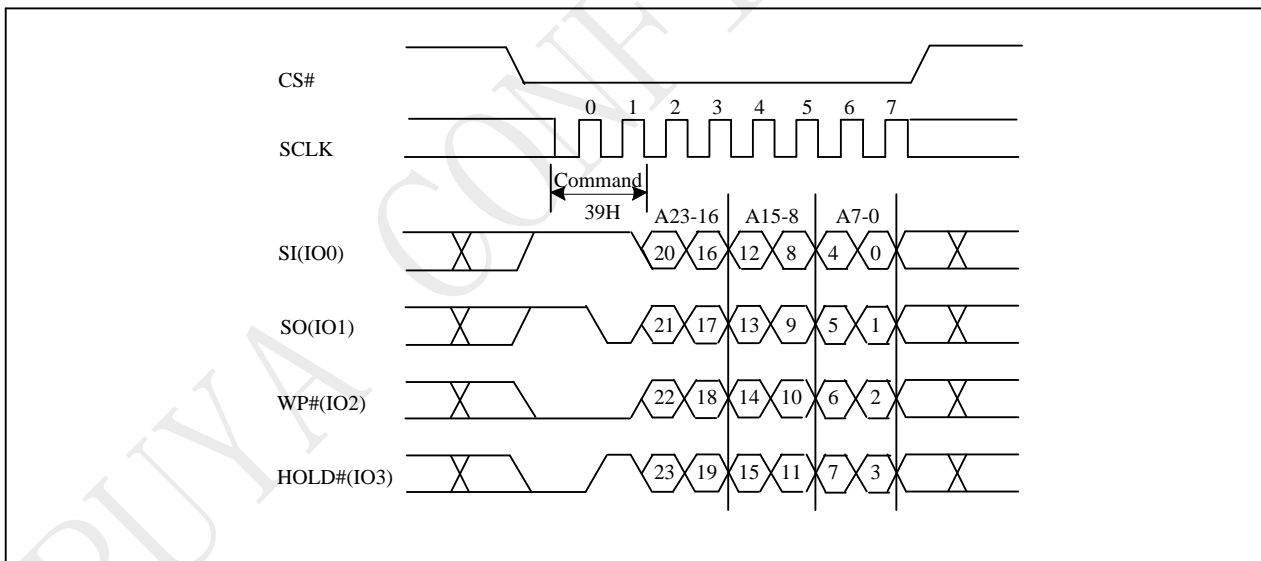 CS#
0 1 2 3 4 5 6 7
SCLK
Command
39H
A23-16 A15-8 A7-0
SI(IO0) 20 16 12 8 4 0
SO(IO1) 21 17 13 9 5 1
WP#(IO2) 22 18 14 10 6 2
HOLD#(IO3) 23 19 15 11 7 3
PUYA CONF